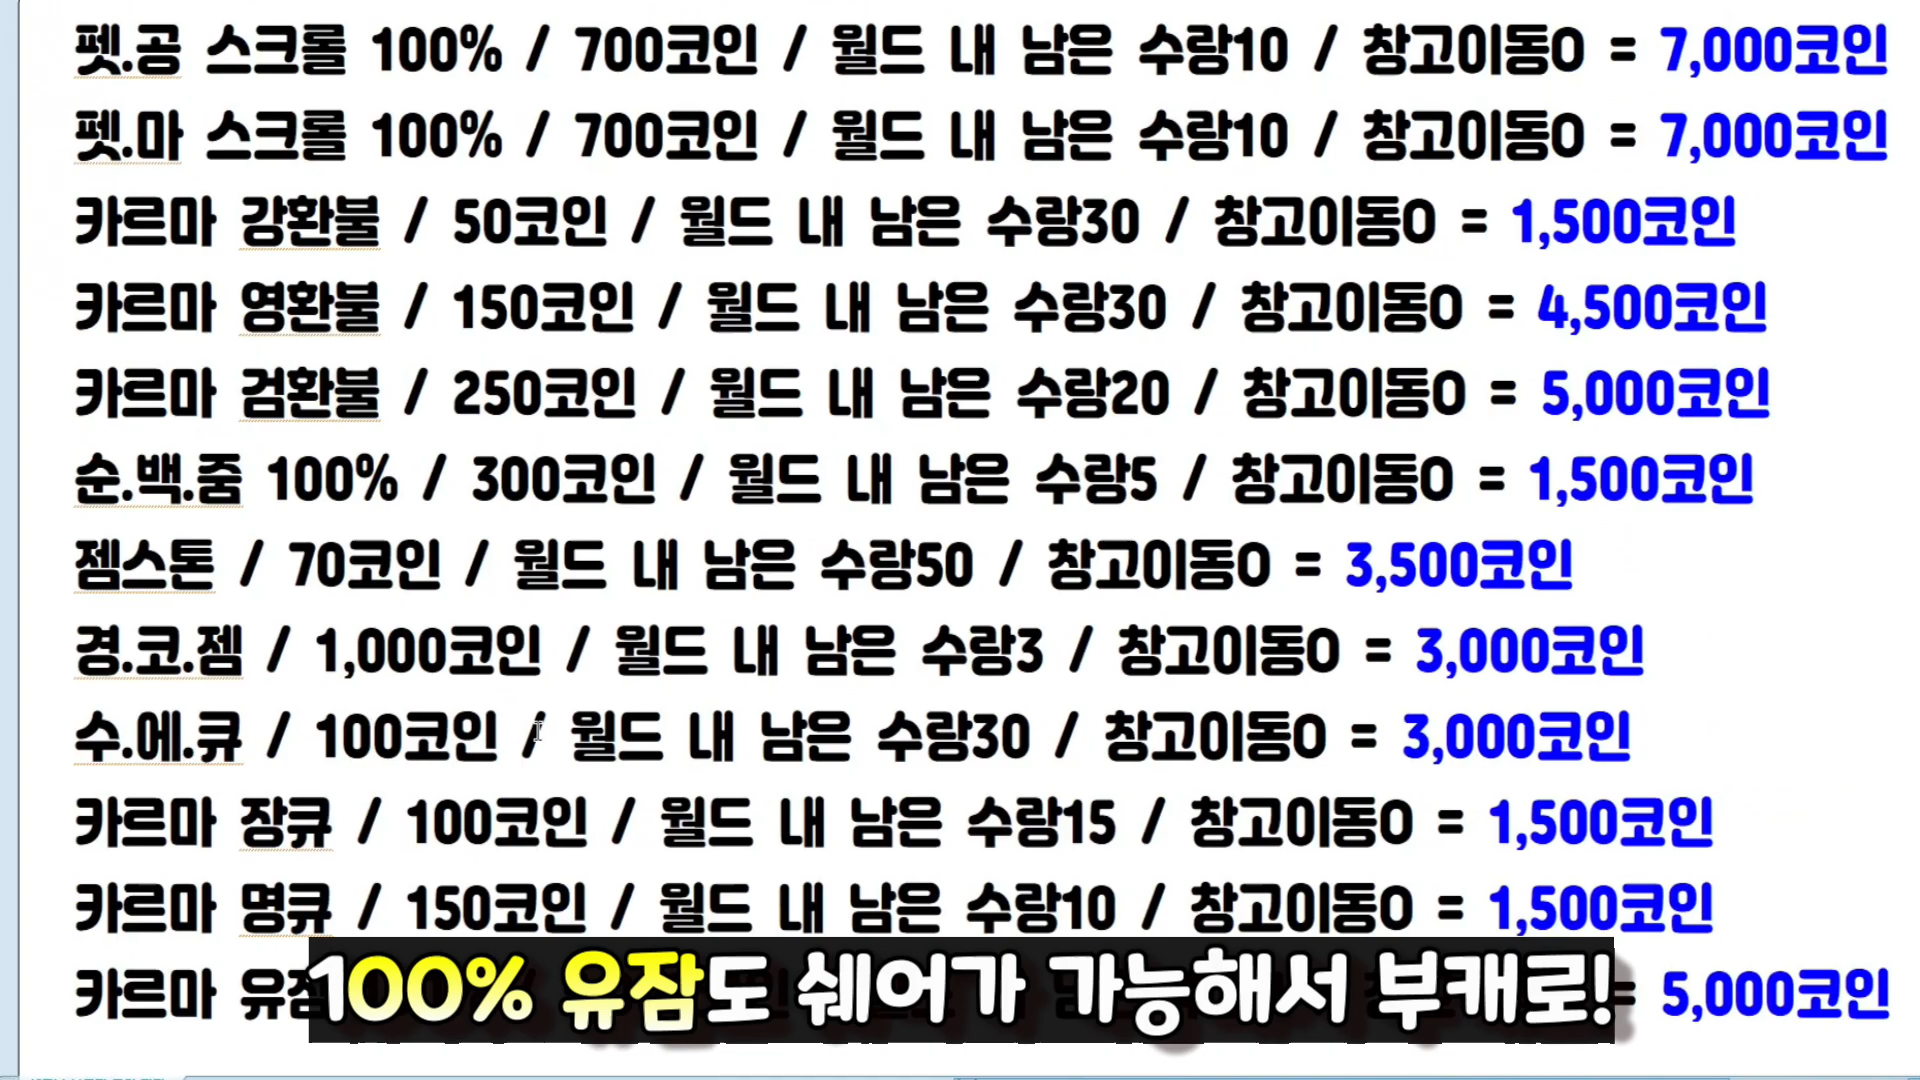 펫.공 스크롤 100% / 700코인 / 월드 내 남은 수량10 / 창고이동O = 7,000코인
펫.마 스크롤 100% / 700코인 / 월드 내 남은 수량10 / 창고이동O = 7,000코인
카르마 강환불 / 50코인 / 월드 내 남은 수량30 / 창고이동O = 1,500코인
카르마 영환불 / 150코인 / 월드 내 남은 수량30 / 창고이동O = 4,500코인
카르마 검환불 / 250코인 / 월드 내 남은 수량20 / 창고이동O = 5,000코인
순.백.줌 100% / 300코인 / 월드 내 남은 수량5 / 창고이동O = 1,500코인
젬스톤 / 70코인 / 월드 내 남은 수량50 / 창고이동O = 3,500코인
경.코.젬 / 1,000코인 / 월드 내 남은 수량3 / 창고이동O = 3,000코인
수.에.큐 / 100코인 / 월드 내 남은 수량30 / 창고이동O = 3,000코인
카르마 장큐 / 100코인 / 월드 내 남은 수량15 / 창고이동O = 1,500코인
카르마 명큐 / 150코인 / 월드 내 남은 수량10 / 창고이동O = 1,500코인
카르마 유잠 = 5,000코인
100% 유잠도 쉐어가 가능해서 부캐로!